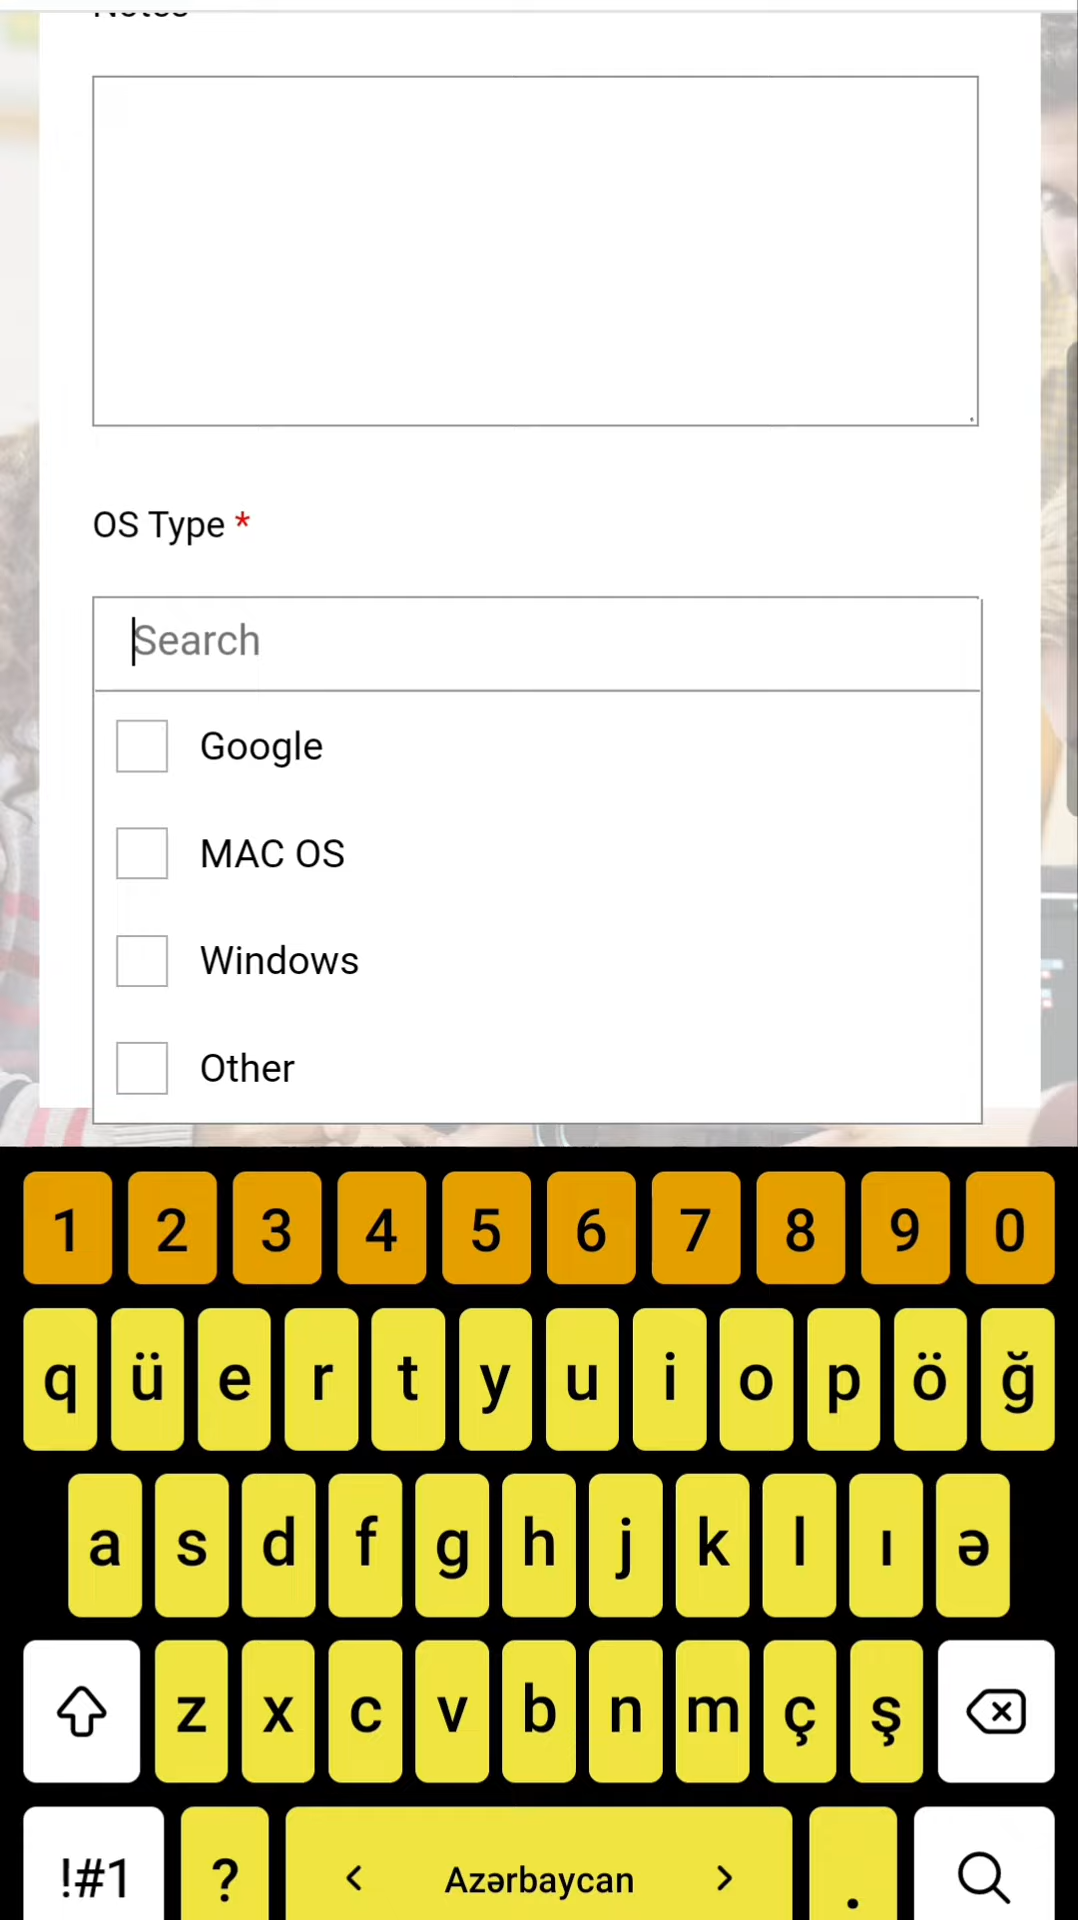 Notes
OS Type *
Search
Google
MAC OS
Windows
Other
1 2 3 4 5 6 7 8 9 0
q ü e r t y u i o p ö ğ
a s d f g h j k l ı ə
z x c v b n m ç ş
!#1 ? < Azərbaycan > .